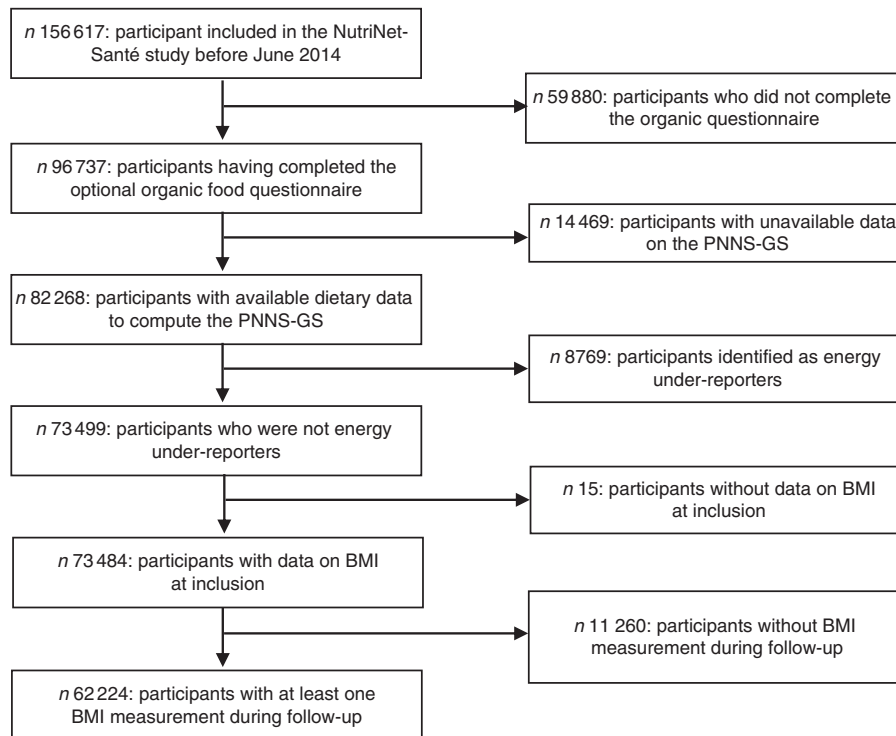 n 156 617: participant included in the NutriNet-
Santé study before June 2014
n 59 880: participants who did not complete
the organic questionnaire
n 96 737: participants having completed the
optional organic food questionnaire
n 14 469: participants with unavailable data
on the PNNS-GS
n 82 268: participants with available dietary data
to compute the PNNS-GS
n 8769: participants identified as energy
under-reporters
n 73 499: participants who were not energy
under-reporters
n 15: participants without data on BMI
at inclusion
n 73 484: participants with data on BMI
at inclusion
n 11 260: participants without BMI
measurement during follow-up
n 62 224: participants with at least one
BMI measurement during follow-up